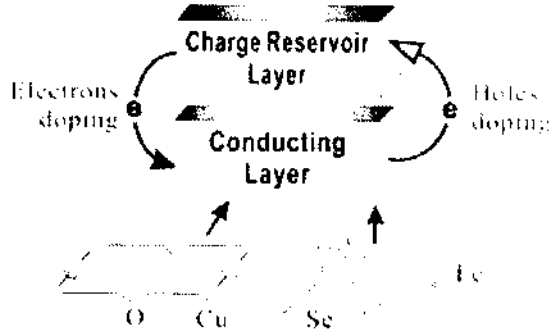 Charge Reservoir
Layer
Electrons
doping
e
e
Holes
doping
Conducting
Layer
O
Cu
Se
Fe